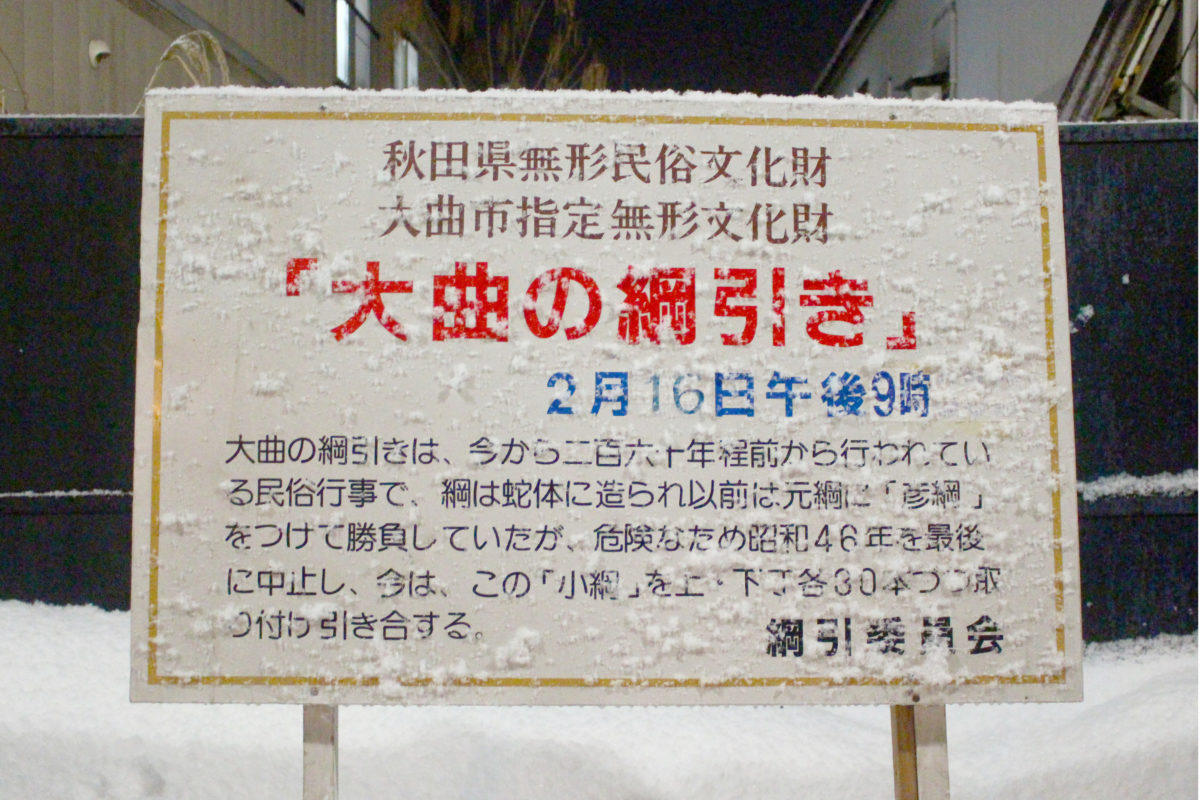 秋田県無形民俗文化財
大曲市指定無形文化財
「大曲の綱引き」
2月16日午後9時
大曲の綱引きは、今から二百六十年程前から行われてい
る民俗行事で、綱は蛇体に造られ以前は元綱に「彦綱」
をつけて勝負していたが、危険なため昭和46年を最後
に中止し、今は、この「小綱」を上・下丁各30本づつ取
り付け引き合する。
綱引委員会